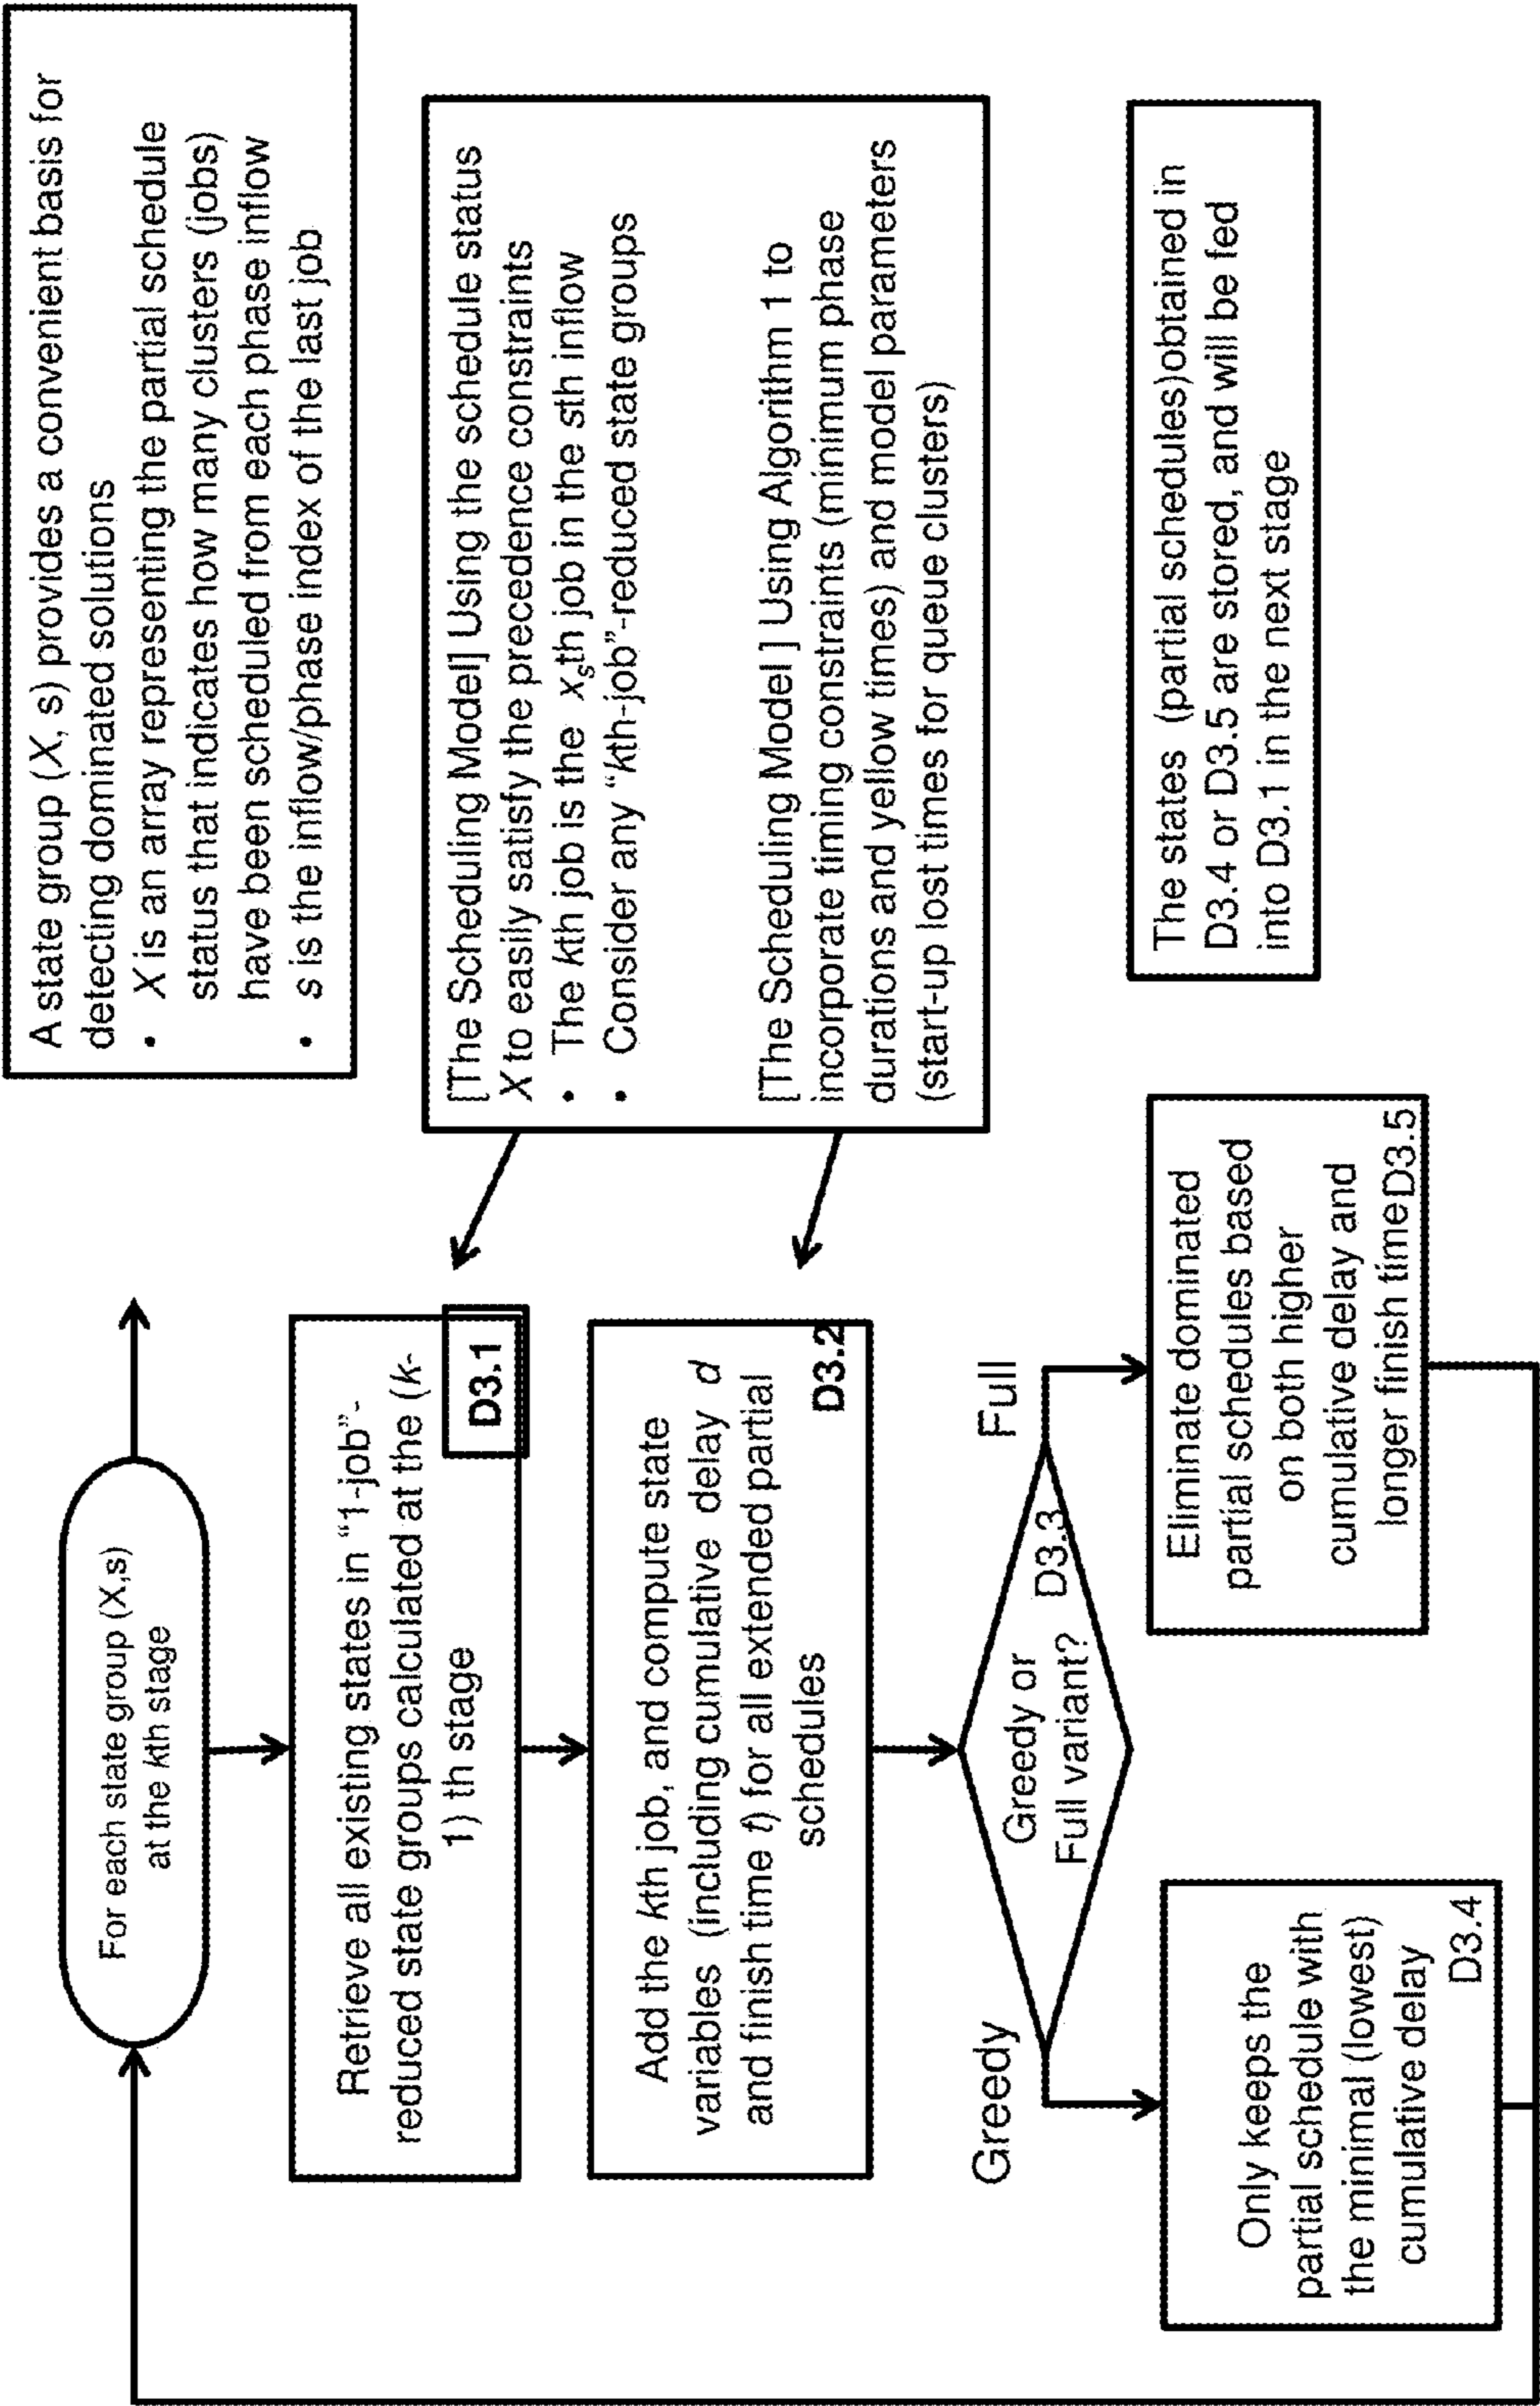 For each state group (X,s)
at the kth stage
Retrieve all existing states in “1-job”-
reduced state groups calculated at the (k-
1) th stage
D3.1
Add the kth job, and compute state
variables (including cumulative delay d
and finish time t) for all extended partial
schedules
D3.2
Greedy or
Full variant?
D3.3
Greedy
Full
Only keeps the
partial schedule with
the minimal (lowest)
cumulative delay
D3.4
Eliminate dominated
partial schedules based
on both higher
cumulative delay and
longer finish time D3.5
A state group (X, s) provides a convenient basis for
detecting dominated solutions
• X is an array representing the partial schedule
status that indicates how many clusters (jobs)
have been scheduled from each phase inflow
• s is the inflow/phase index of the last job
[The Scheduling Model] Using the schedule status
X to easily satisfy the precedence constraints
• The kth job is the xsth job in the sth inflow
• Consider any “kth-job”-reduced state groups
[The Scheduling Model ] Using Algorithm 1 to
incorporate timing constraints (minimum phase
durations and yellow times) and model parameters
(start-up lost times for queue clusters)
The states (partial schedules)obtained in
D3.4 or D3.5 are stored, and will be fed
into D3.1 in the next stage